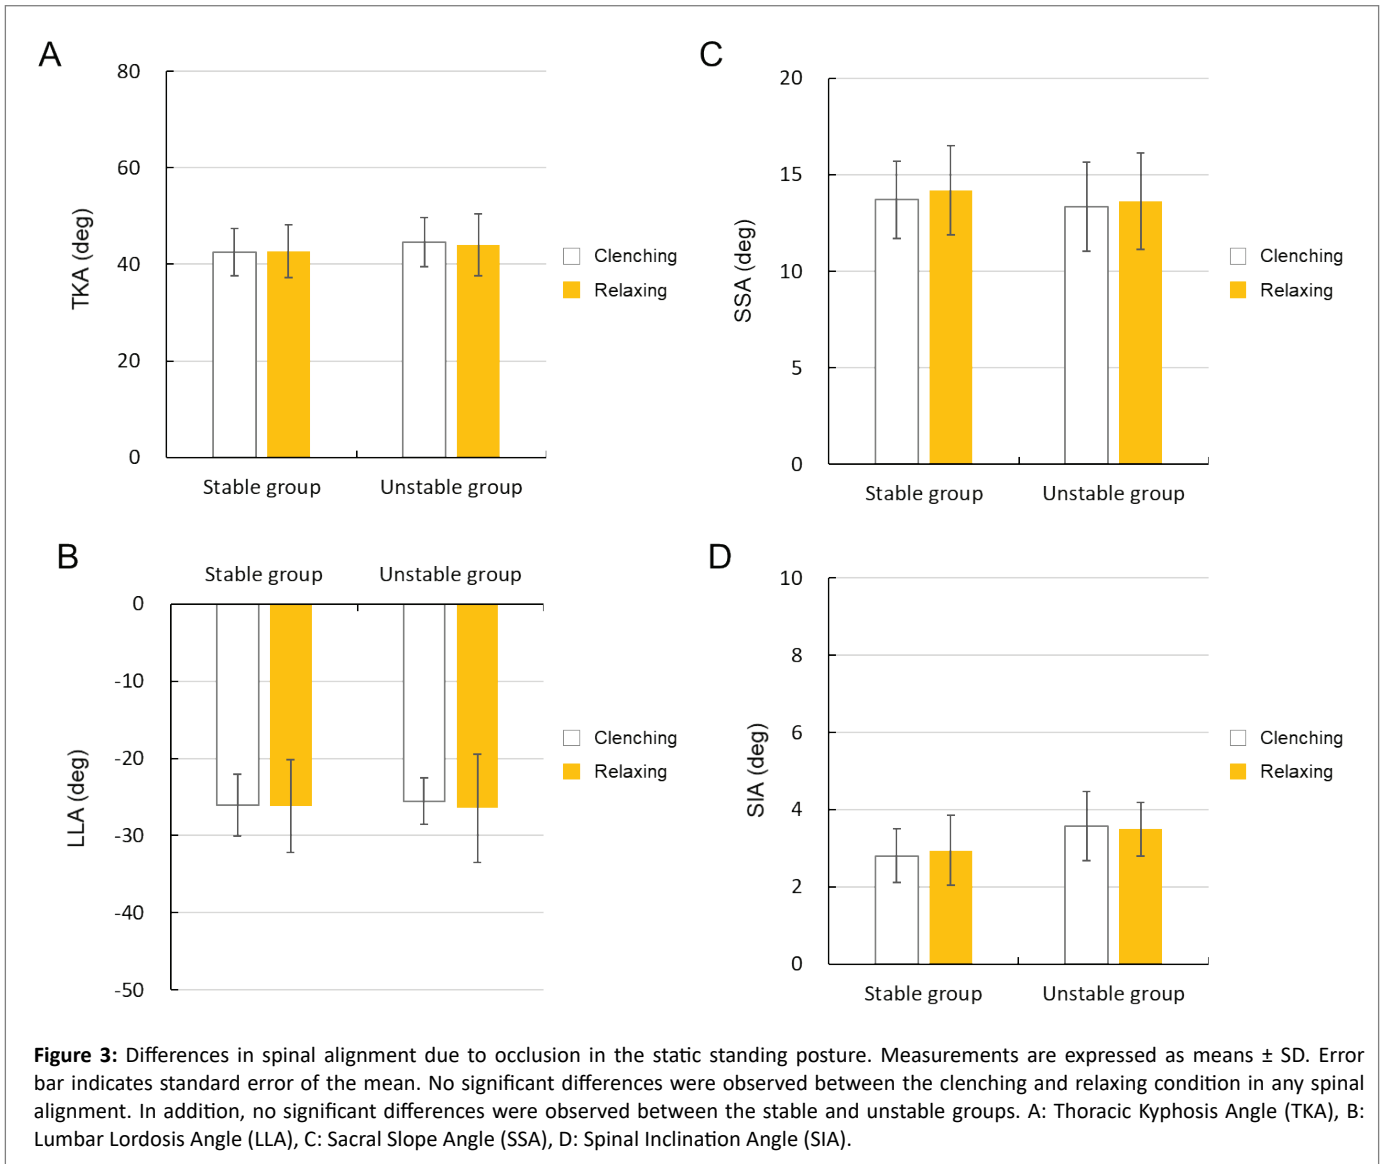 A
80
60
40
20
0
TKA (deg)
Stable group
Unstable group
Clenching
Relaxing
C
20
15
10
5
0
SSA (deg)
Stable group
Unstable group
Clenching
Relaxing
B
Stable group
Unstable group
0
-10
-20
-30
-40
-50
LLA (deg)
Clenching
Relaxing
D
10
8
6
4
2
0
SIA (deg)
Stable group
Unstable group
Clenching
Relaxing
Figure 3: Differences in spinal alignment due to occlusion in the static standing posture. Measurements are expressed as means ± SD. Error
bar indicates standard error of the mean. No significant differences were observed between the clenching and relaxing condition in any spinal
alignment. In addition, no significant differences were observed between the stable and unstable groups. A: Thoracic Kyphosis Angle (TKA), B:
Lumbar Lordosis Angle (LLA), C: Sacral Slope Angle (SSA), D: Spinal Inclination Angle (SIA).